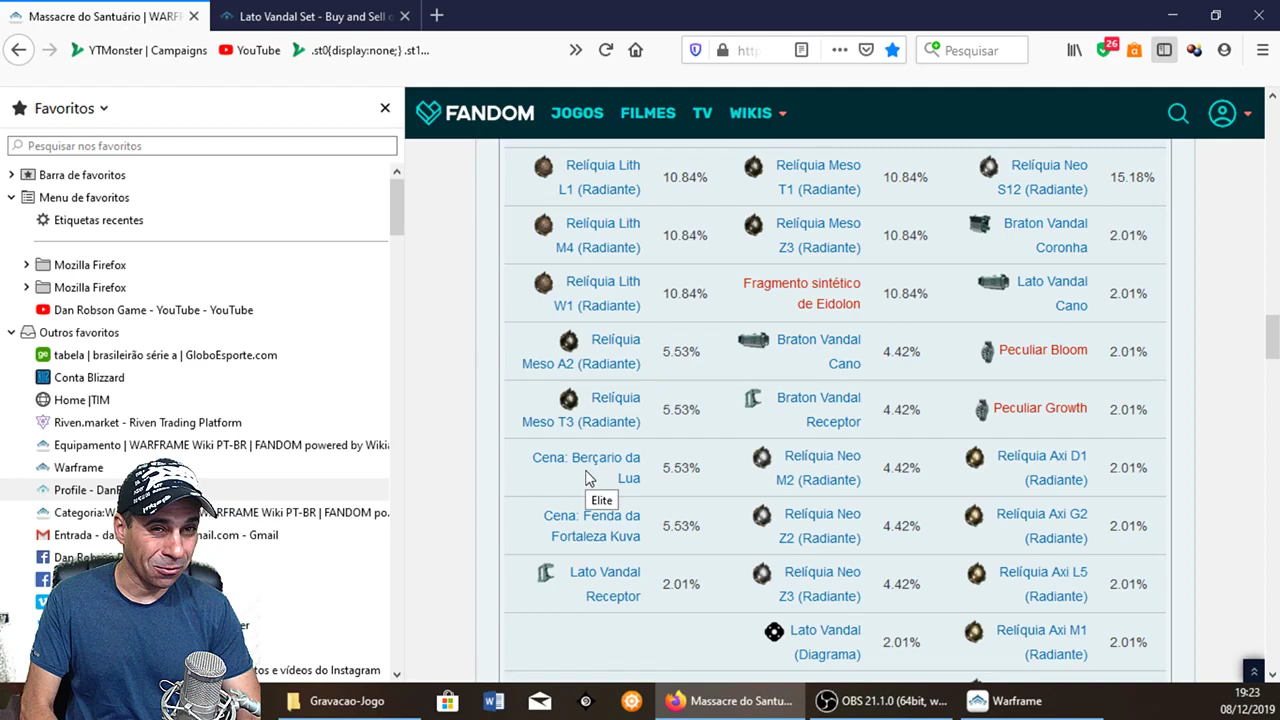 Massacre do Santuário | WARFR
Lato Vandal Set - Buy and Sell o
YTMonster | Campaigns
YouTube
.st0{display:none;} .st1...
http
Pesquisar
26
Favoritos
Pesquisar nos favoritos
Barra de favoritos
Menu de favoritos
Etiquetas recentes
Mozilla Firefox
Mozilla Firefox
Dan Robson Game - YouTube - YouTube
Outros favoritos
tabela | brasileirão série a | GloboEsporte.com
Conta Blizzard
Home |TIM
Riven.market - Riven Trading Platform
Equipamento | WARFRAME Wiki PT-BR | FANDOM powered by Wikia
Warframe
Profile - DanR
Categoria:W
WARFRAME Wiki PT-BR | FANDOM po...
Entrada - da
mail.com - Gmail
Dan Rob
tos e vídeos do Instagram
FANDOM
JOGOS
FILMES
TV
WIKIS
Relíquia Lith
L1 (Radiante)
10.84%
Relíquia Meso
T1 (Radiante)
10.84%
Relíquia Neo
S12 (Radiante)
15.18%
Relíquia Lith
M4 (Radiante)
10.84%
Relíquia Meso
Z3 (Radiante)
10.84%
Braton Vandal
Coronha
2.01%
Relíquia Lith
W1 (Radiante)
10.84%
Fragmento sintético
de Eidolon
10.84%
Lato Vandal
Cano
2.01%
Relíquia
Meso A2 (Radiante)
5.53%
Braton Vandal
Cano
4.42%
Peculiar Bloom
2.01%
Relíquia
Meso T3 (Radiante)
5.53%
Braton Vandal
Receptor
4.42%
Peculiar Growth
2.01%
Cena: Berçario da
Lua
5.53%
Elite
Relíquia Neo
M2 (Radiante)
4.42%
Relíquia Axi D1
(Radiante)
2.01%
Cena: Fenda da
Fortaleza Kuva
5.53%
Relíquia Neo
Z2 (Radiante)
4.42%
Relíquia Axi G2
(Radiante)
2.01%
Lato Vandal
Receptor
2.01%
Relíquia Neo
Z3 (Radiante)
4.42%
Relíquia Axi L5
(Radiante)
2.01%
Lato Vandal
(Diagrama)
2.01%
Relíquia Axi M1
(Radiante)
2.01%
Gravacao-Jogo
Massacre do Santu...
OBS 21.1.0 (64bit, w...
Warframe
19:23
08/12/2019